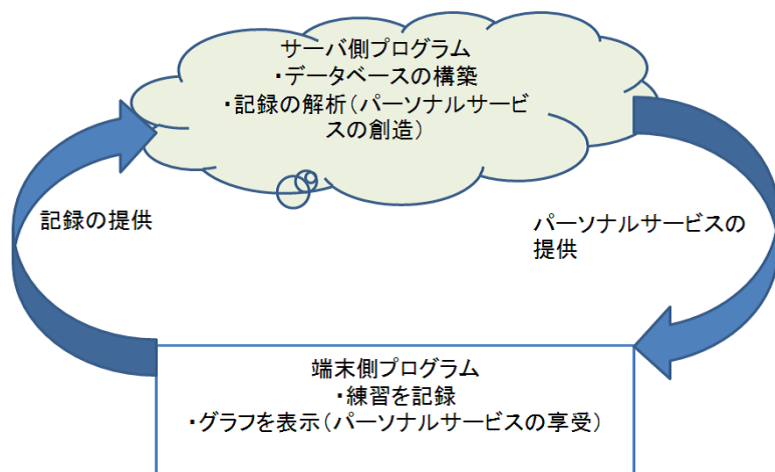 サーバ側プログラム
・データベースの構築
・記録の解析(パーソナルサービ
スの創造)
記録の提供
パーソナルサービスの
提供
端末側プログラム
・練習を記録
・グラフを表示(パーソナルサービスの享受)